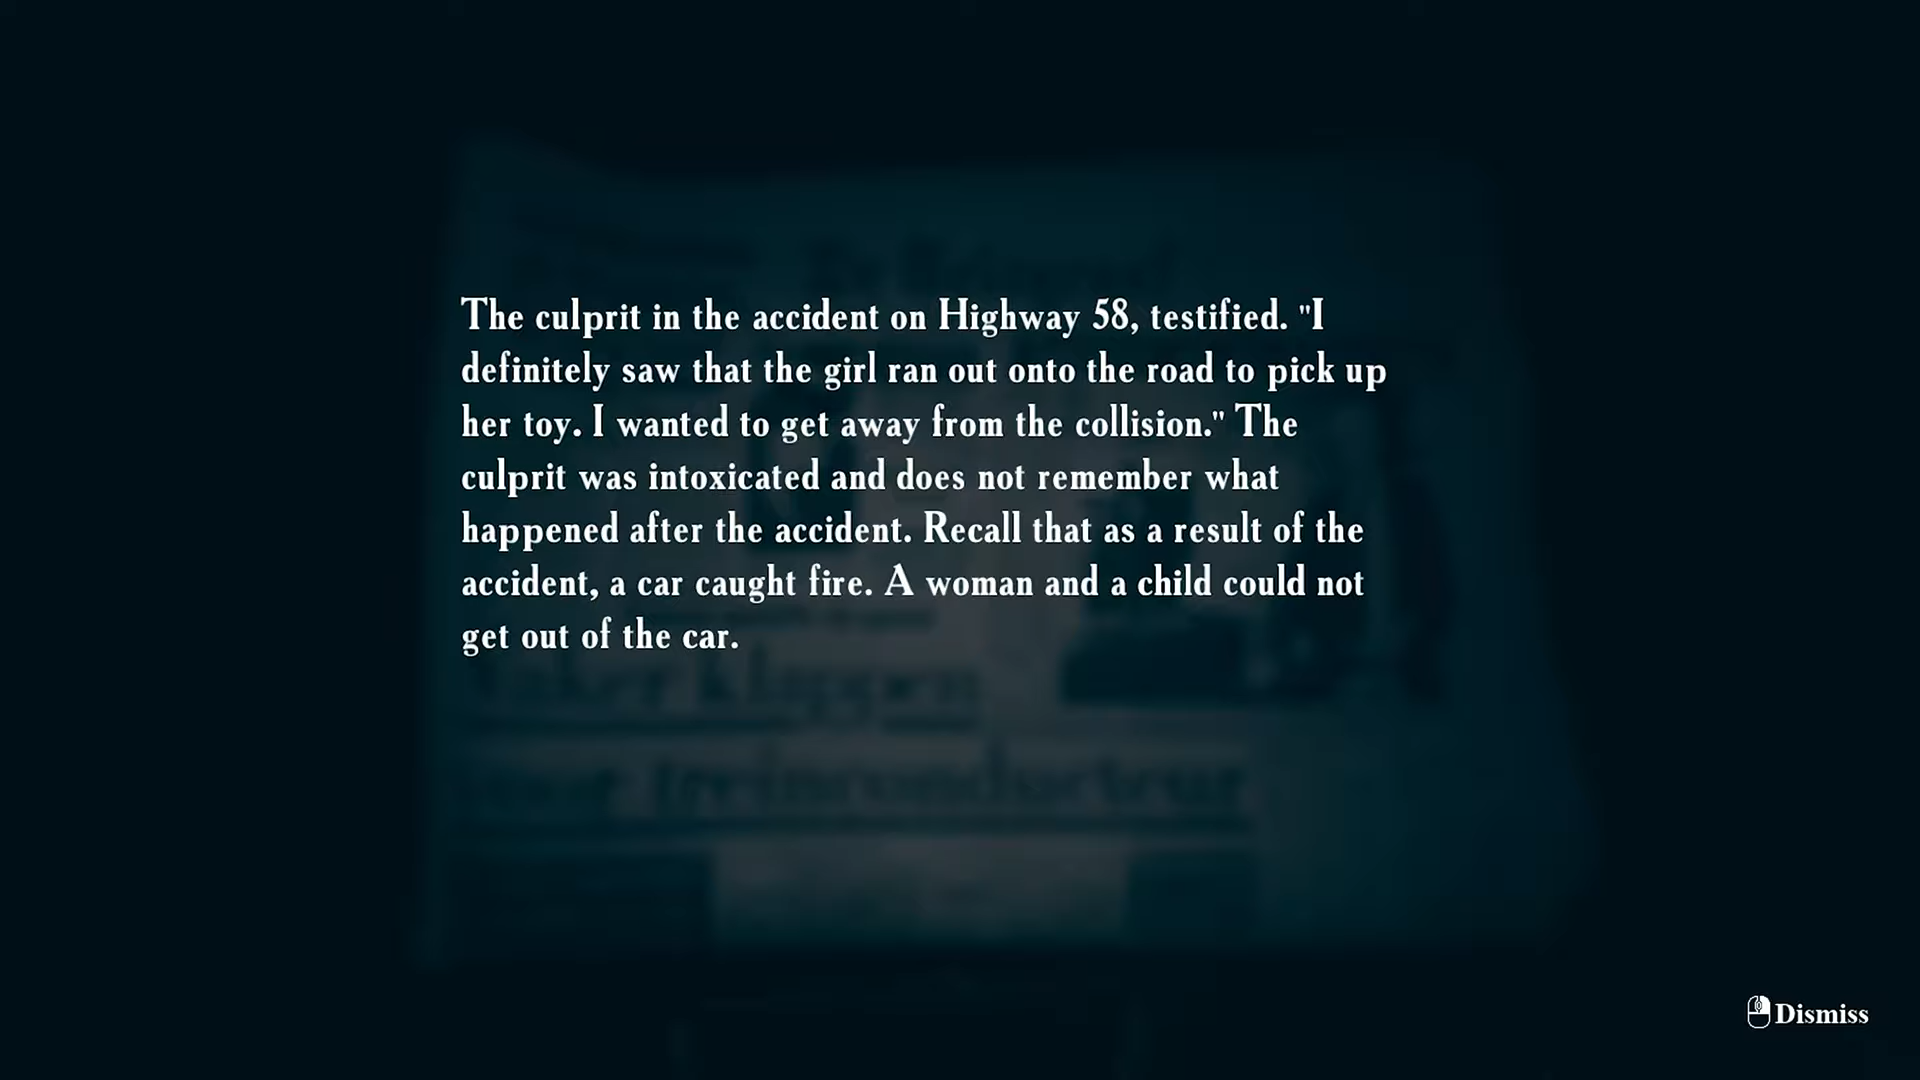 The culprit in the accident on Highway 58, testified. "I
definitely saw that the girl ran out onto the road to pick up
her toy. I wanted to get away from the collision." The
culprit was intoxicated and does not remember what
happened after the accident. Recall that as a result of the
accident, a car caught fire. A woman and a child could not
get out of the car.
Dismiss